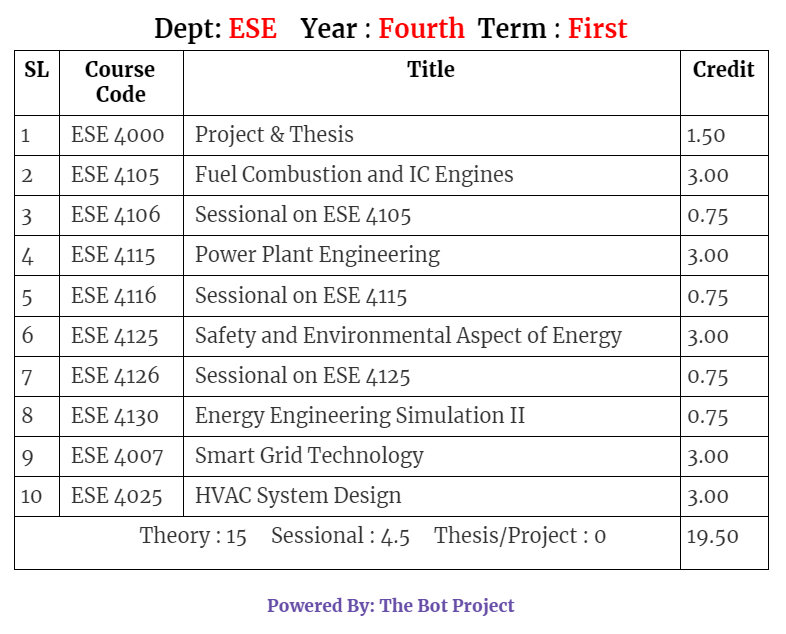 Dept: ESE Year : Fourth Term : First
SL Course Code Title Credit
1 ESE 4000 Project & Thesis 1.50
2 ESE 4105 Fuel Combustion and IC Engines 3.00
3 ESE 4106 Sessional on ESE 4105 0.75
4 ESE 4115 Power Plant Engineering 3.00
5 ESE 4116 Sessional on ESE 4115 0.75
6 ESE 4125 Safety and Environmental Aspect of Energy 3.00
7 ESE 4126 Sessional on ESE 4125 0.75
8 ESE 4130 Energy Engineering Simulation II 0.75
9 ESE 4007 Smart Grid Technology 3.00
10 ESE 4025 HVAC System Design 3.00
Theory : 15 Sessional : 4.5 Thesis/Project : 0 19.50
Powered By: The Bot Project